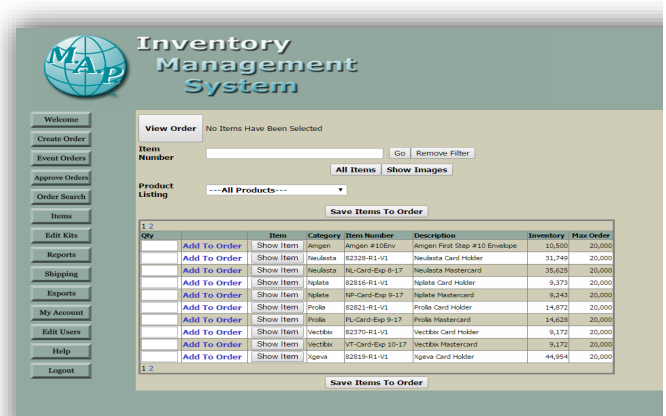 M.A.P
Inventory
Management
System
Welcome
Create Order
Event Orders
Approve Orders
Order Search
Items
Edit Kits
Reports
Shipping
Exports
My Account
Edit Users
Help
Logout
View Order No Items Have Been Selected
Item Number Go Remove Filter
All Items Show Images
Product Listing ---All Products---
Save Items To Order
1 2
Qty Item Category Item Number Description Inventory Max Order
Add To Order Show Item Amgen Amgen #10Env Amgen First Step #10 Envelope 10,500 20,000
Add To Order Show Item Neulasta 82328-R1-V1 Neulasta Card Holder 31,749 20,000
Add To Order Show Item Neulasta NL-Card-Exp 8-17 Neulasta Mastercard 35,625 20,000
Add To Order Show Item Nplate 82816-R1-V1 Nplate Card Holder 9,373 20,000
Add To Order Show Item Nplate NP-Card-Exp 9-17 Nplate Mastercard 9,243 20,000
Add To Order Show Item Prolia 82821-R1-V1 Prolia Card Holder 14,872 20,000
Add To Order Show Item Prolia PL-Card-Exp 9-17 Prolia Mastercard 14,628 20,000
Add To Order Show Item Vectibix 82370-R1-V1 Vectibix Card Holder 9,172 20,000
Add To Order Show Item Vectibix VT-Card-Exp 10-17 Vectibix Mastercard 9,172 20,000
Add To Order Show Item Xgeva 82819-R1-V1 Xgeva Card Holder 44,954 20,000
1 2
Save Items To Order